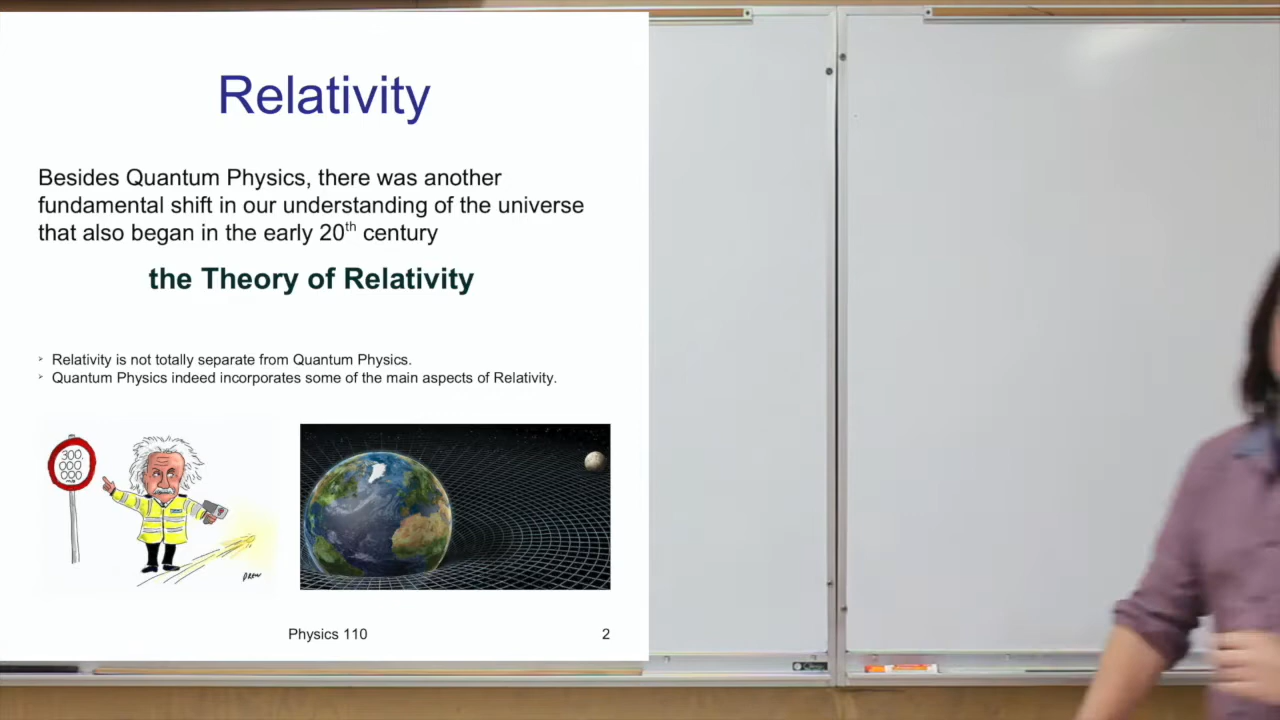 Relativity
Besides Quantum Physics, there was another
fundamental shift in our understanding of the universe
that also began in the early 20th century
the Theory of Relativity
➢ Relativity is not totally separate from Quantum Physics.
➢ Quantum Physics indeed incorporates some of the main aspects of Relativity.
300
000
000
DREW
Physics 110
2